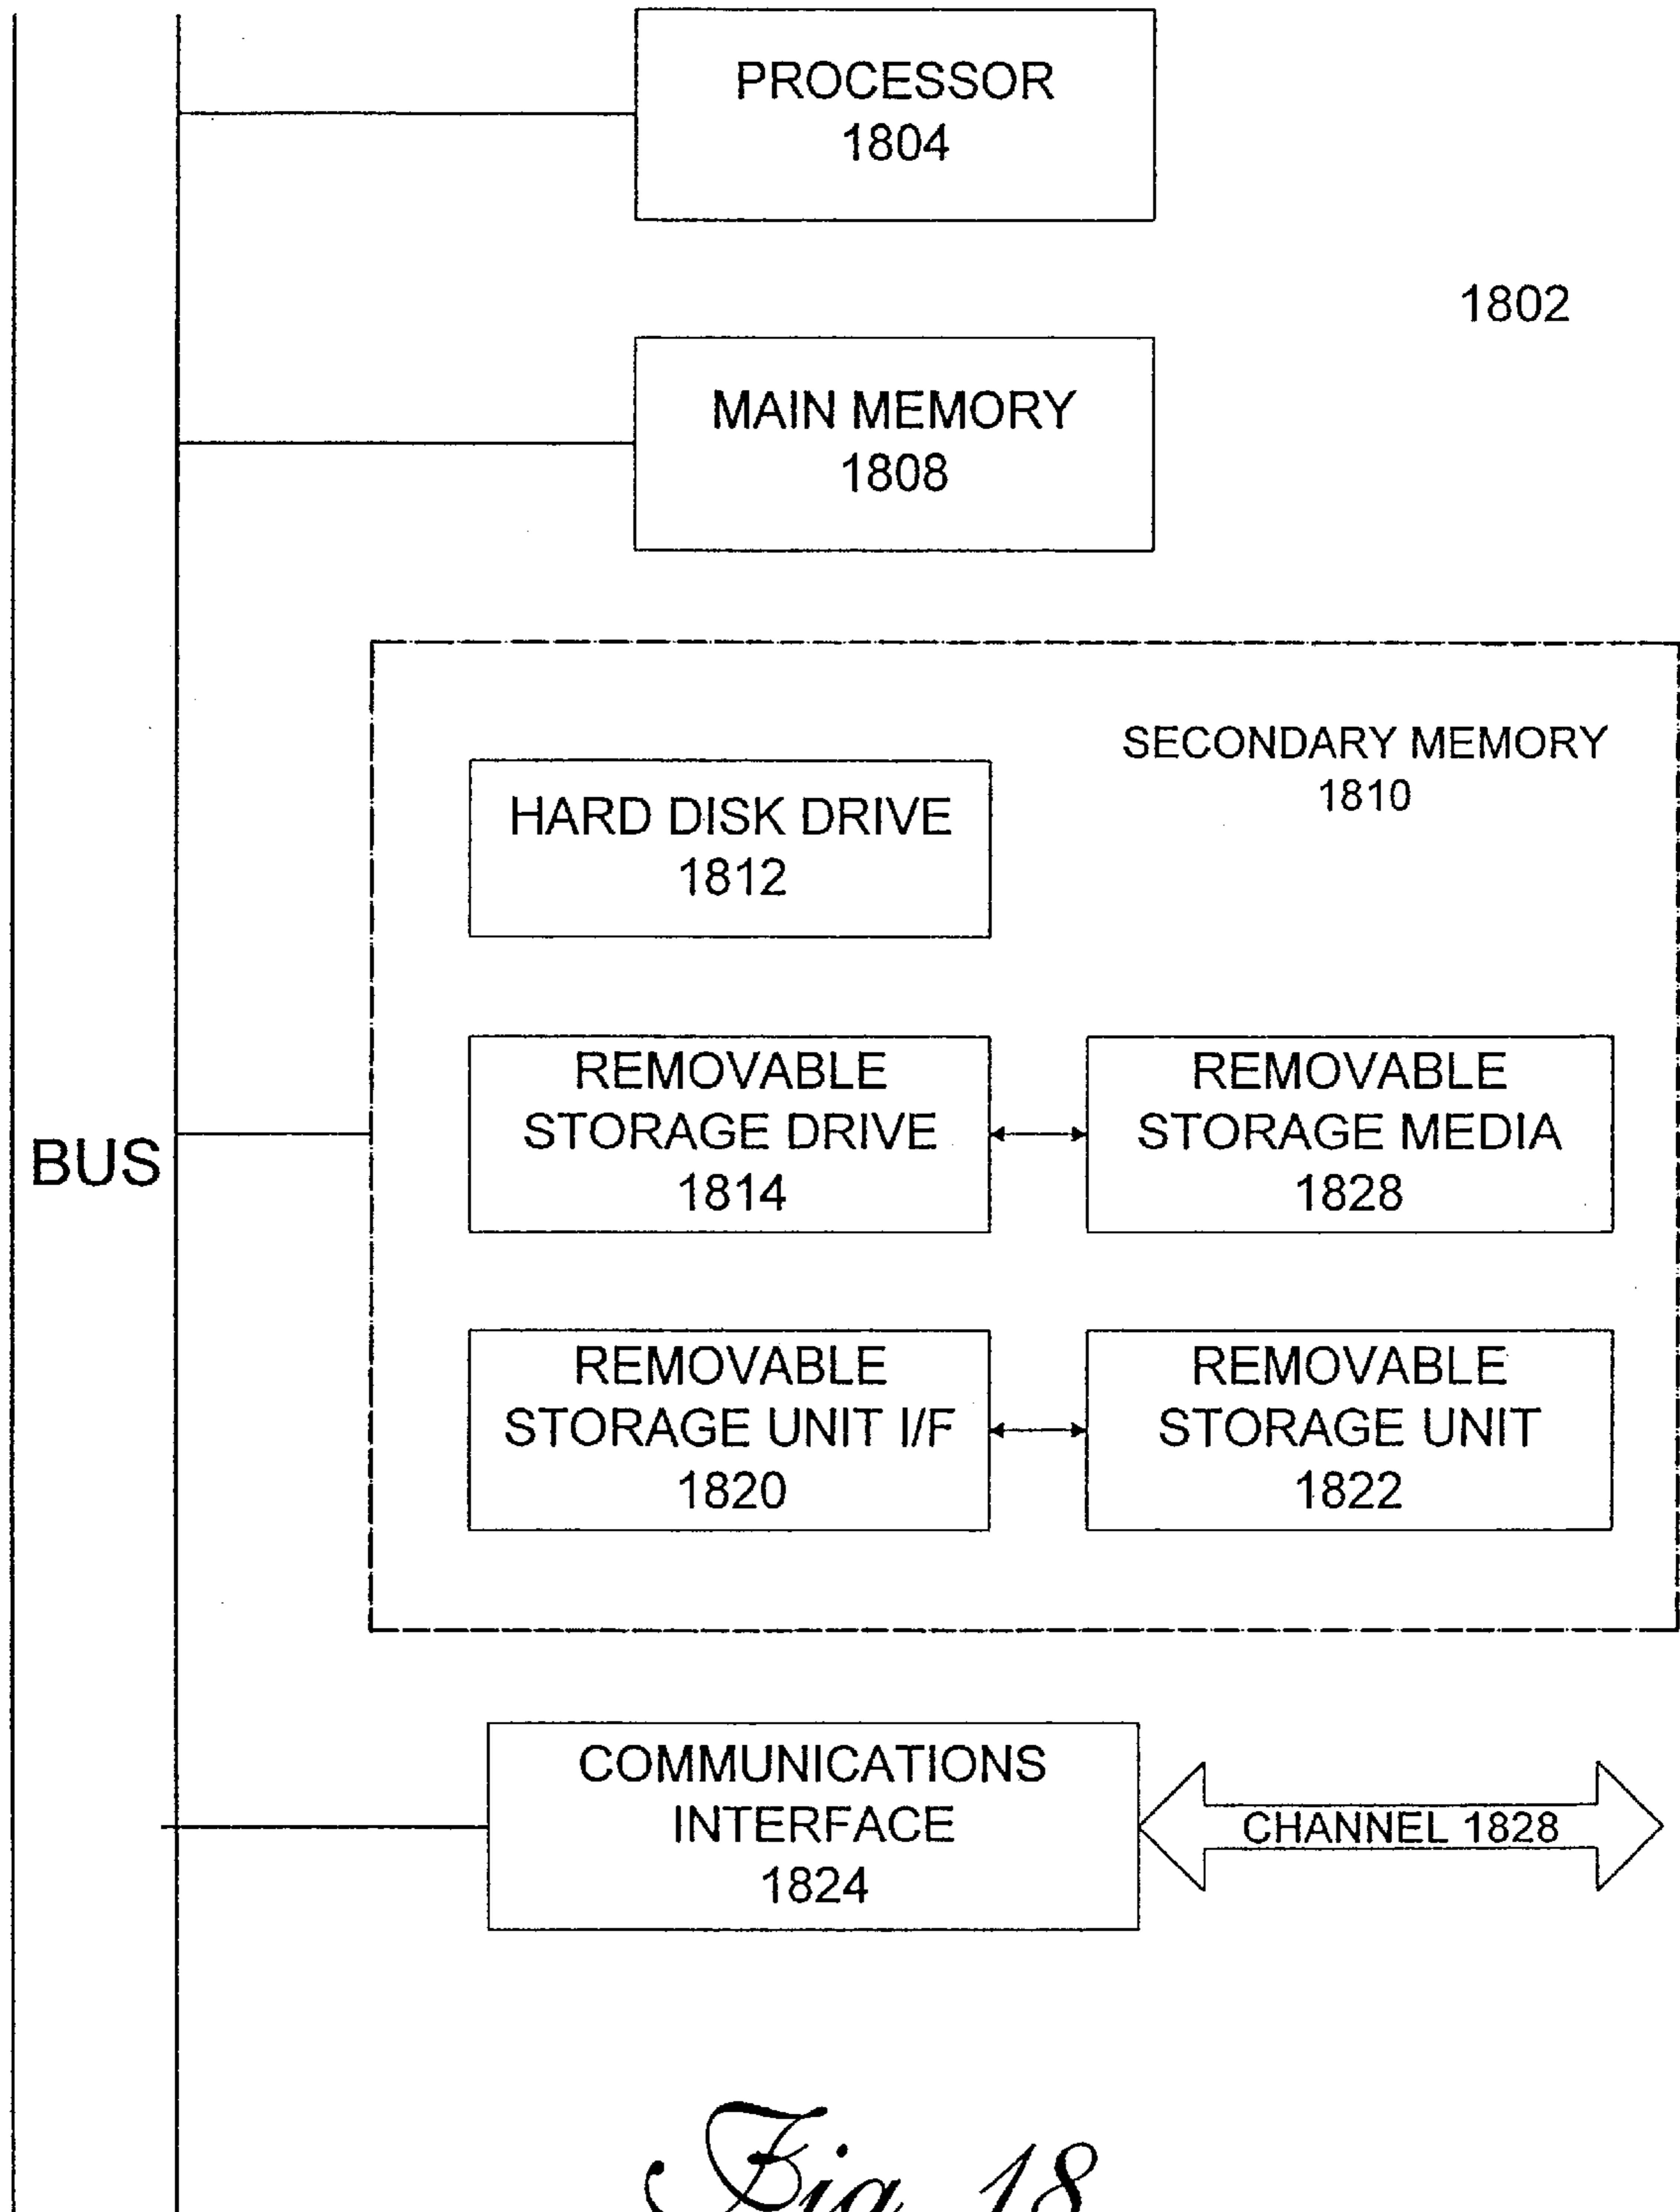 PROCESSOR
1804
1802
MAIN MEMORY
1808
SECONDARY MEMORY
1810
HARD DISK DRIVE
1812
REMOVABLE
STORAGE DRIVE
1814
REMOVABLE
STORAGE MEDIA
1828
BUS
REMOVABLE
STORAGE UNIT I/F
1820
REMOVABLE
STORAGE UNIT
1822
COMMUNICATIONS
INTERFACE
1824
CHANNEL 1828
Fig. 18